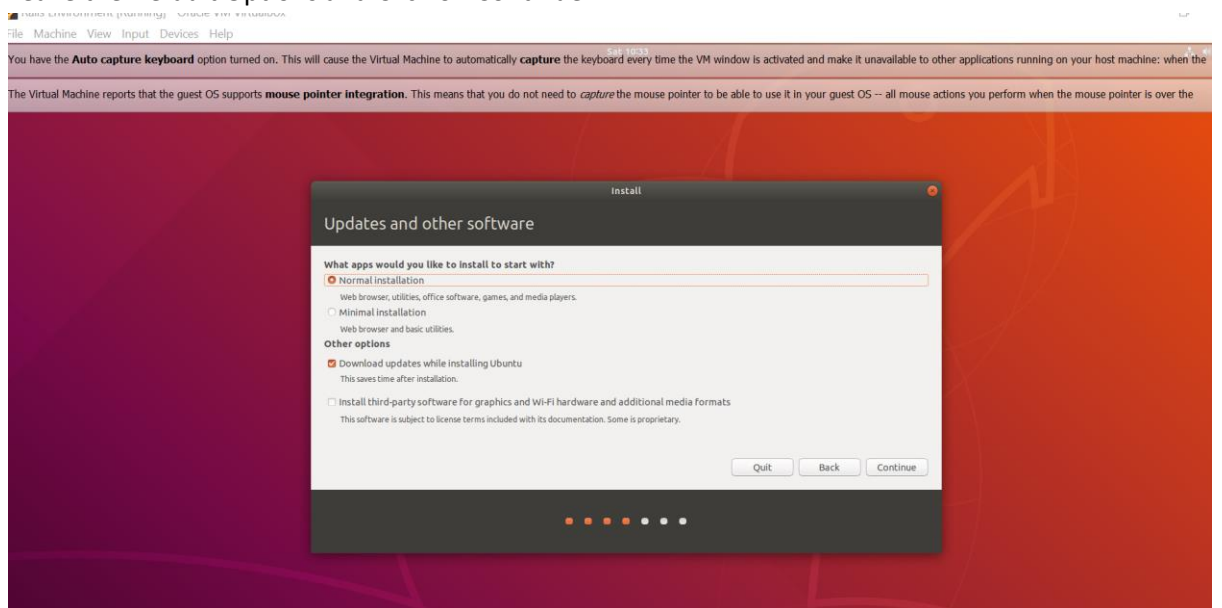 File Machine View Input Devices Help
Sat 10:33
You have the Auto capture keyboard option turned on. This will cause the Virtual Machine to automatically capture the keyboard every time the VM window is activated and make it unavailable to other applications running on your host machine: when the
The Virtual Machine reports that the guest OS supports mouse pointer integration. This means that you do not need to capture the mouse pointer to be able to use it in your guest OS -- all mouse actions you perform when the mouse pointer is over the
Install
Updates and other software
What apps would you like to install to start with?
Normal installation
Web browser, utilities, office software, games, and media players.
Minimal installation
Web browser and basic utilities.
Other options
Download updates while installing Ubuntu
This saves time after installation.
Install third-party software for graphics and Wi-Fi hardware and additional media formats
This software is subject to license terms included with its documentation. Some is proprietary.
Quit Back Continue